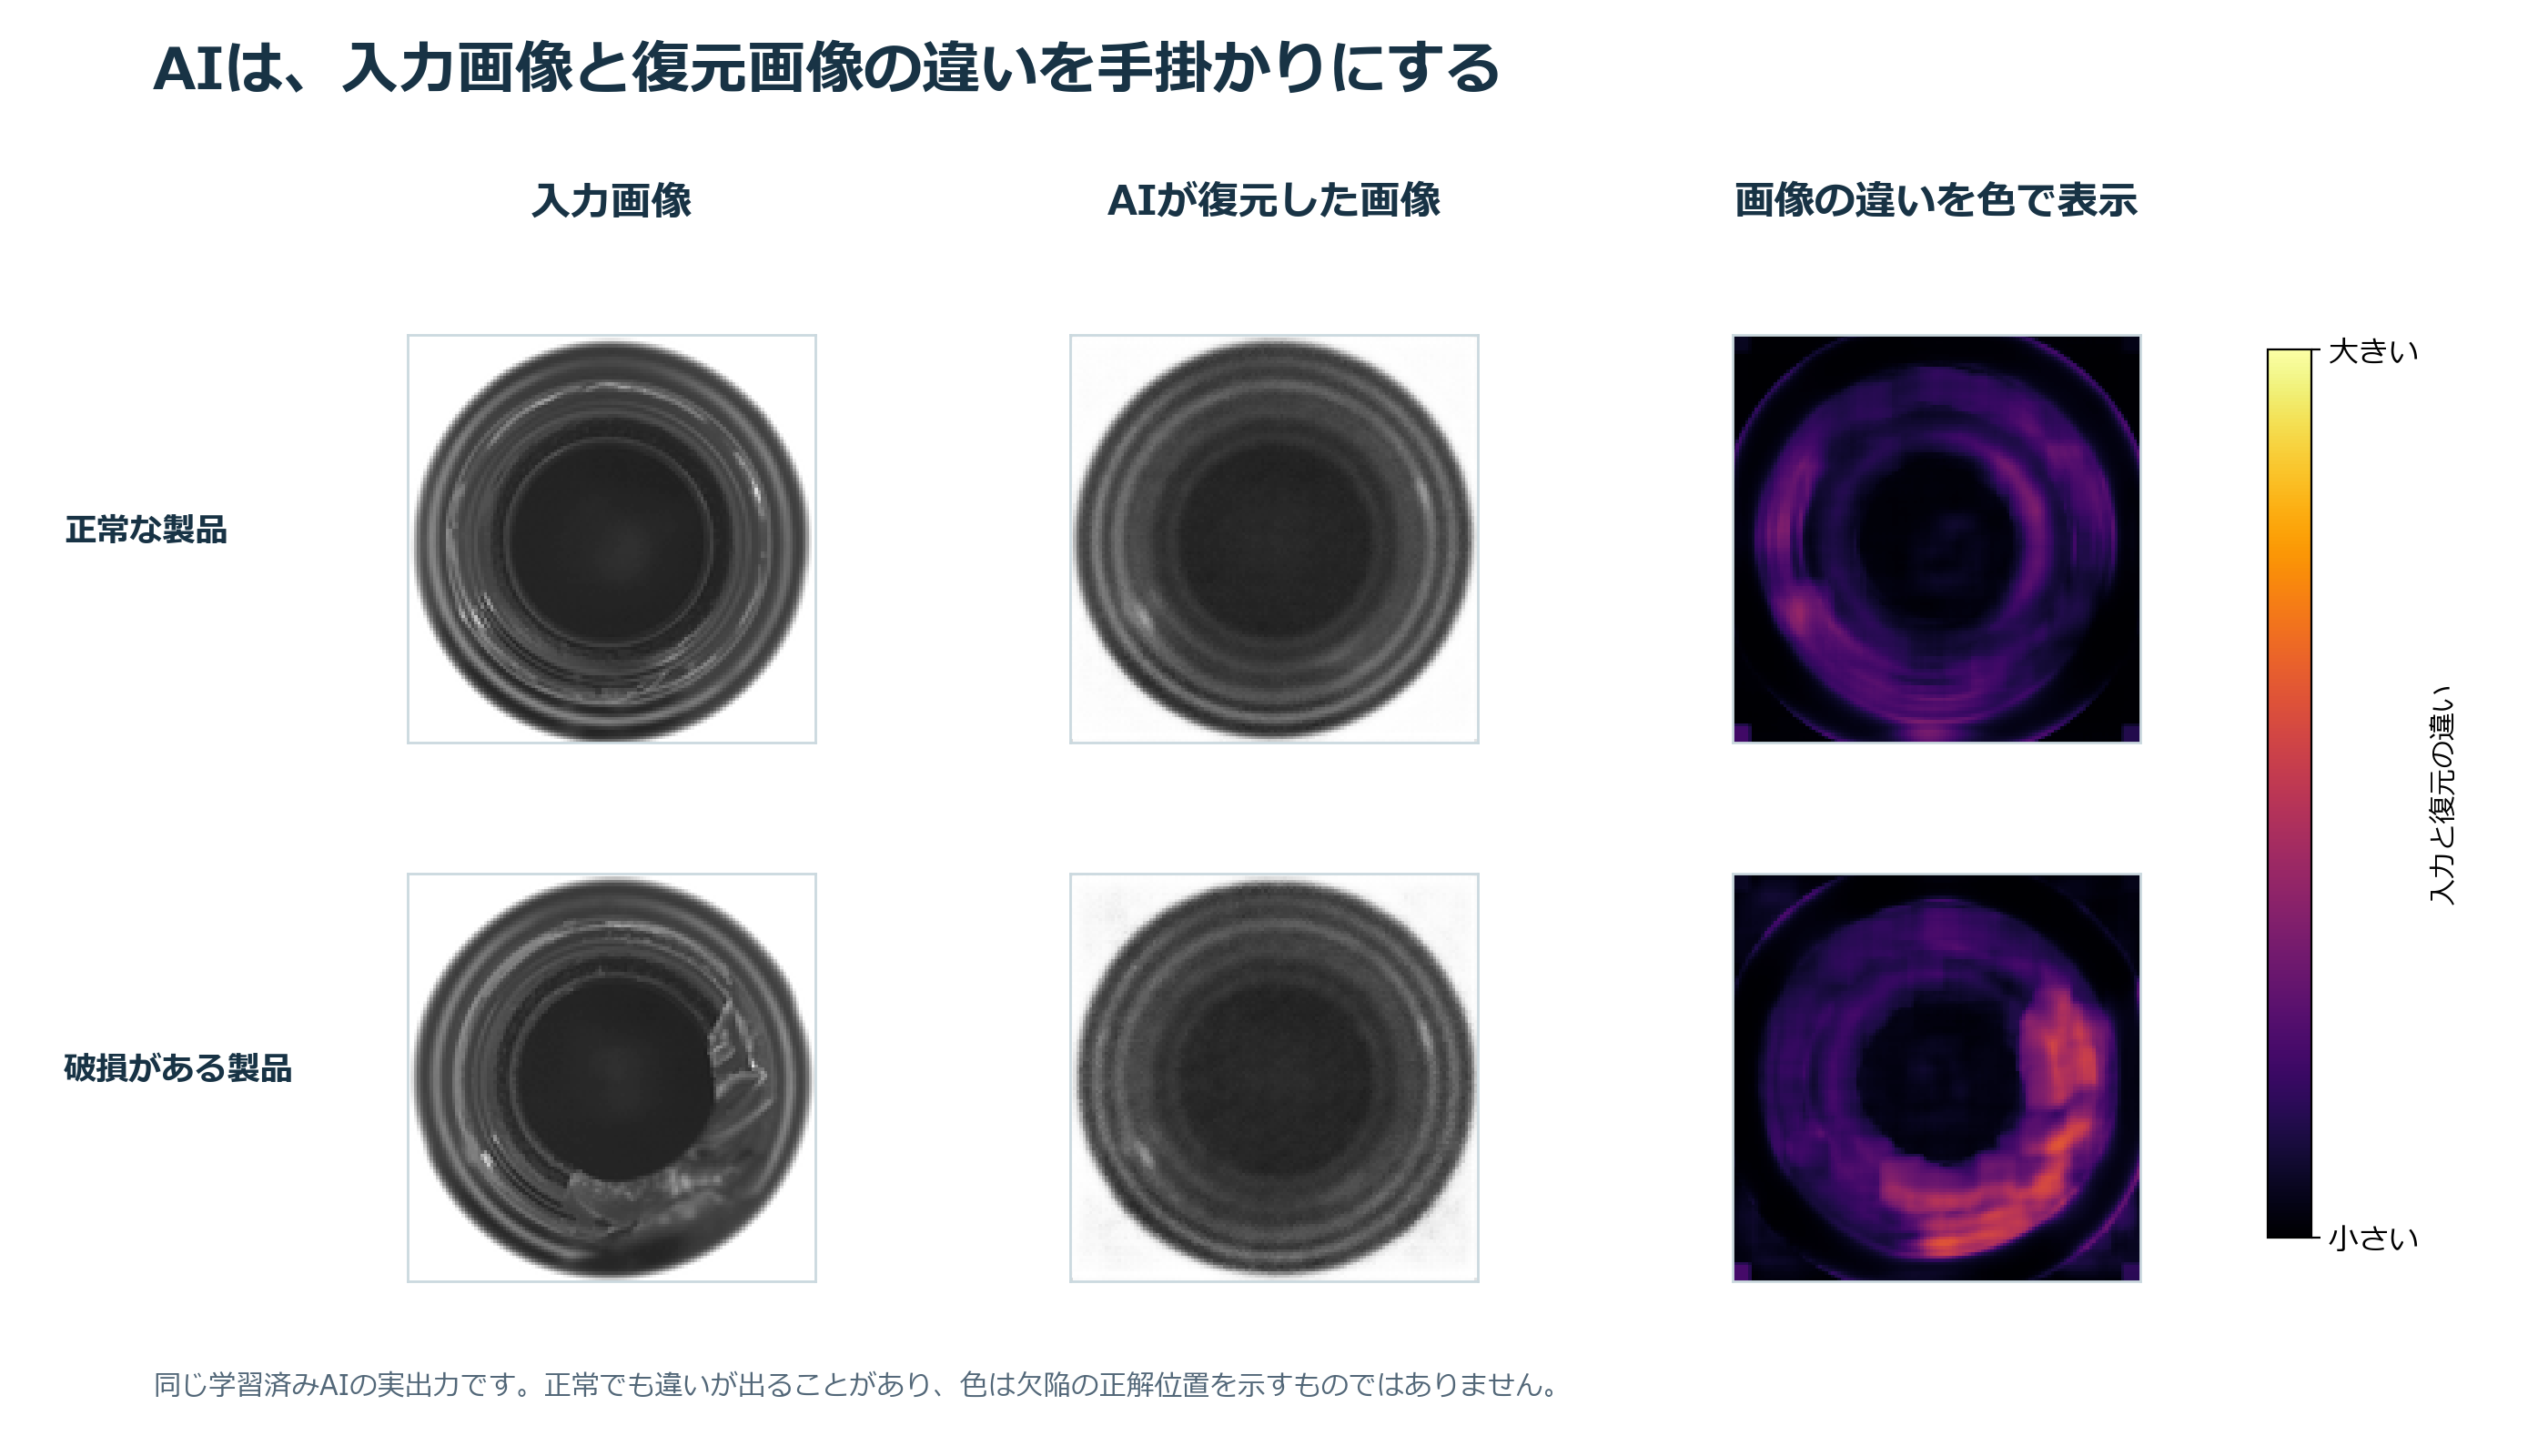 AIは、入力画像と復元画像の違いを手掛かりにする
入力画像
AIが復元した画像
画像の違いを色で表示
大きい
正常な製品
入力と復元の違い
破損がある製品
小さい
同じ学習済みAIの実出力です。正常でも違いが出ることがあり、色は欠陥の正解位置を示すものではありません。